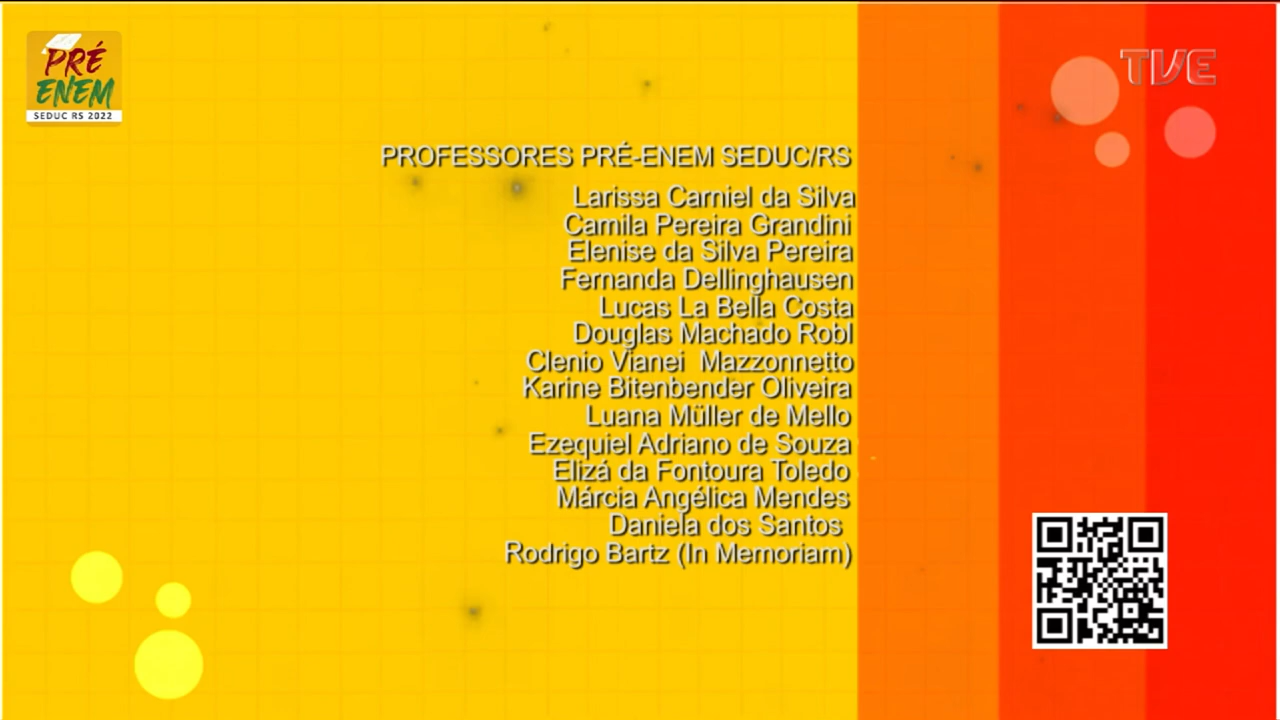 PRÉ
ENEM
SEDUC RS 2022
TVE
PROFESSORES PRÉ-ENEM SEDUC/RS
Larissa Carniel da Silva
Camila Pereira Grandini
Elenise da Silva Pereira
Fernanda Dellinghausen
Lucas La Bella Costa
Douglas Machado Robl
Clenio Vianei  Mazzonnetto
Karine Bitenbender Oliveira
Luana Müller de Mello
Ezequiel Adriano de Souza
Elizá da Fontoura Toledo
Márcia Angélica Mendes
Daniela dos Santos
Rodrigo Bartz (In Memoriam)